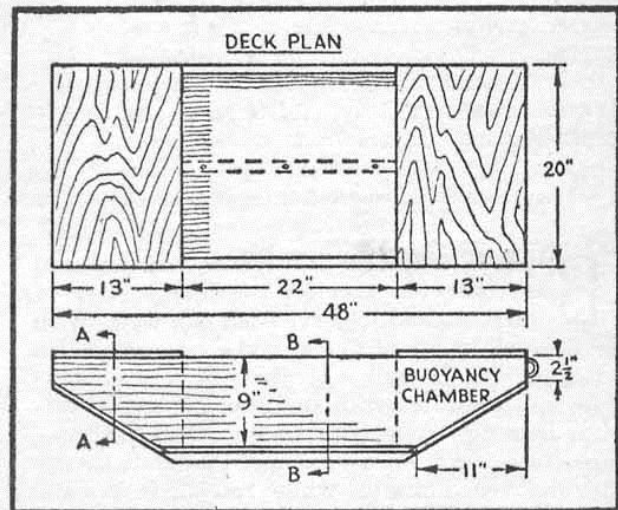 DECK PLAN
20"
13" 22" 13"
48"
A B
9" BUOYANCY
CHAMBER
2½"
A B
11"